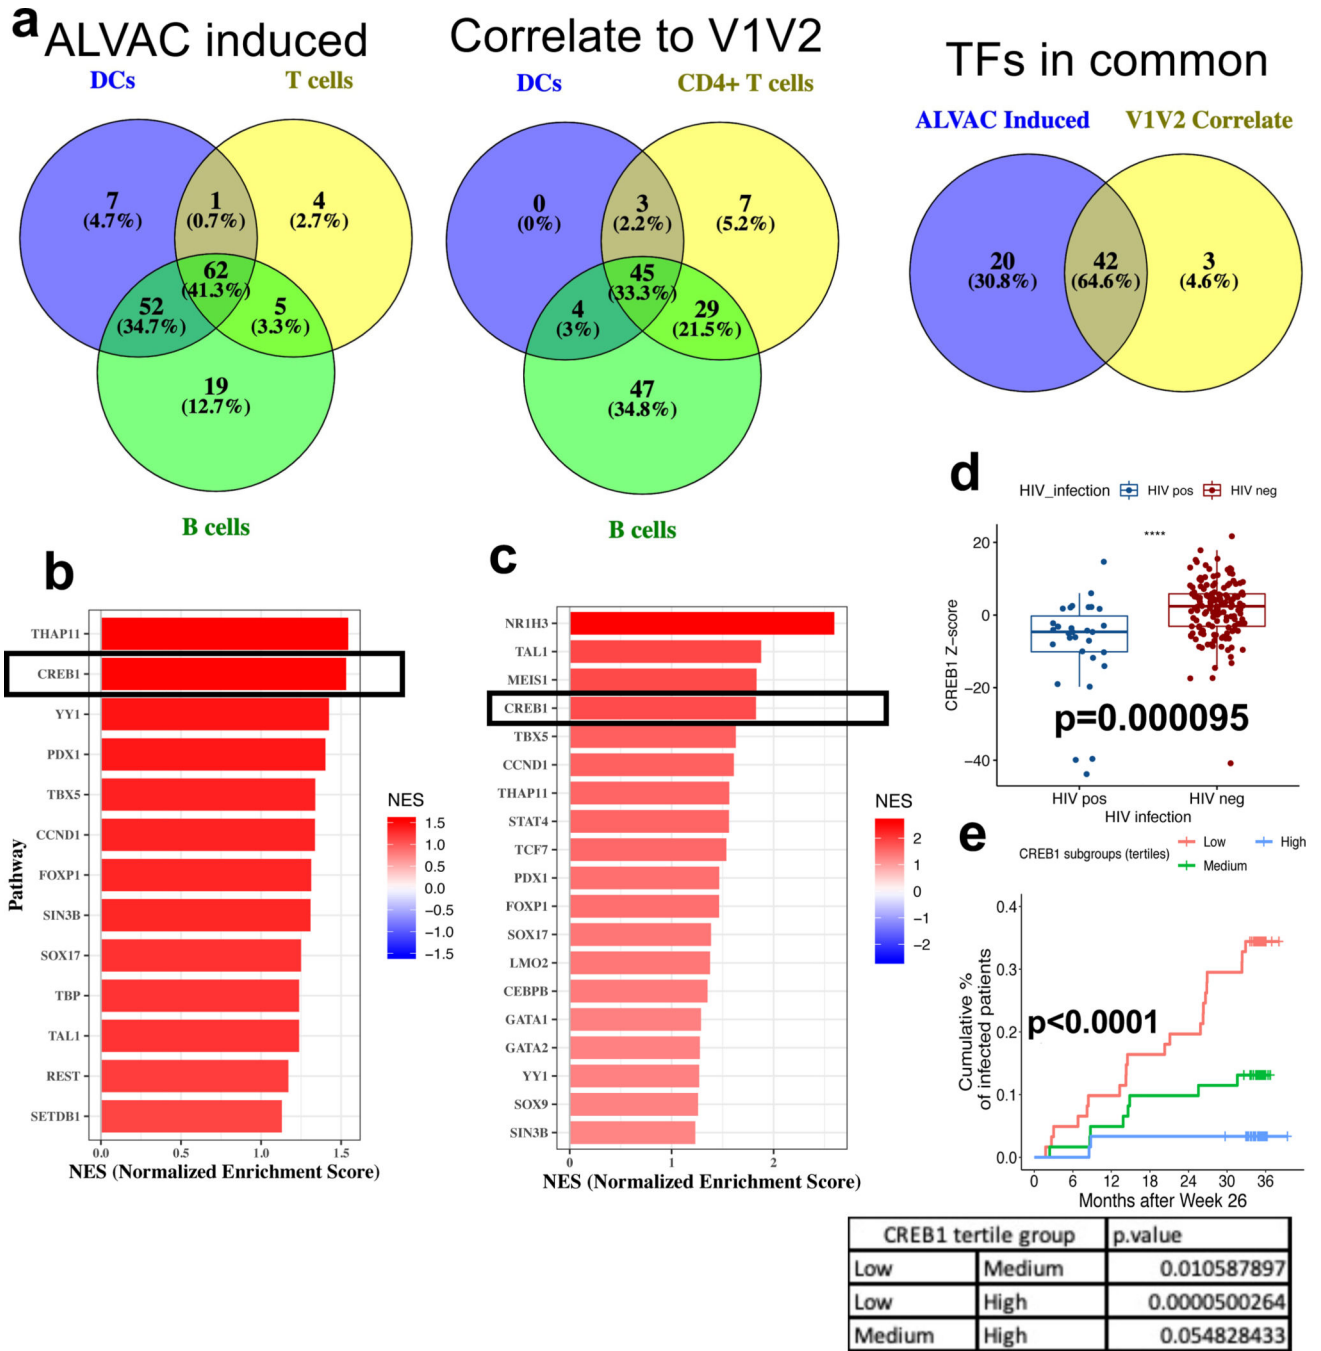 a
ALVAC induced
DCs
T cells
7
(4.7%)
1
(0.7%)
4
(2.7%)
62
(41.3%)
52
(34.7%)
5
(3.3%)
19
(12.7%)
B cells
Correlate to V1V2
DCs
CD4+ T cells
0
(0%)
3
(2.2%)
7
(5.2%)
45
(33.3%)
4
(3%)
29
(21.5%)
47
(34.8%)
B cells
TFs in common
ALVAC Induced
V1V2 Correlate
20
(30.8%)
42
(64.6%)
3
(4.6%)
b
Pathway
THAP11
CREB1
YY1
PDX1
TBX5
CCND1
FOXP1
SIN3B
SOX17
TBP
TAL1
REST
SETDB1
0.0 0.5 1.0 1.5
NES (Normalized Enrichment Score)
NES
1.5
1.0
0.5
0.0
−0.5
−1.0
−1.5
c
NR1H3
TAL1
MEIS1
CREB1
TBX5
CCND1
THAP11
STAT4
TCF7
PDX1
FOXP1
SOX17
LMO2
CEBPB
GATA1
GATA2
YY1
SOX9
SIN3B
0 1 2
NES (Normalized Enrichment Score)
NES
2
1
0
−1
−2
d
HIV_infection HIV pos HIV neg
****
CREB1 Z−score
20
0
−20
−40
p=0.000095
HIV pos HIV neg
HIV infection
e
CREB1 subgroups (tertiles) Low Medium High
Cumulative %
of infected patients
0.4
0.3
0.2
0.1
0.0
p<0.0001
0 6 12 18 24 30 36
Months after Week 26
CREB1 tertile group p.value
Low Medium 0.010587897
Low High 0.0000500264
Medium High 0.054828433